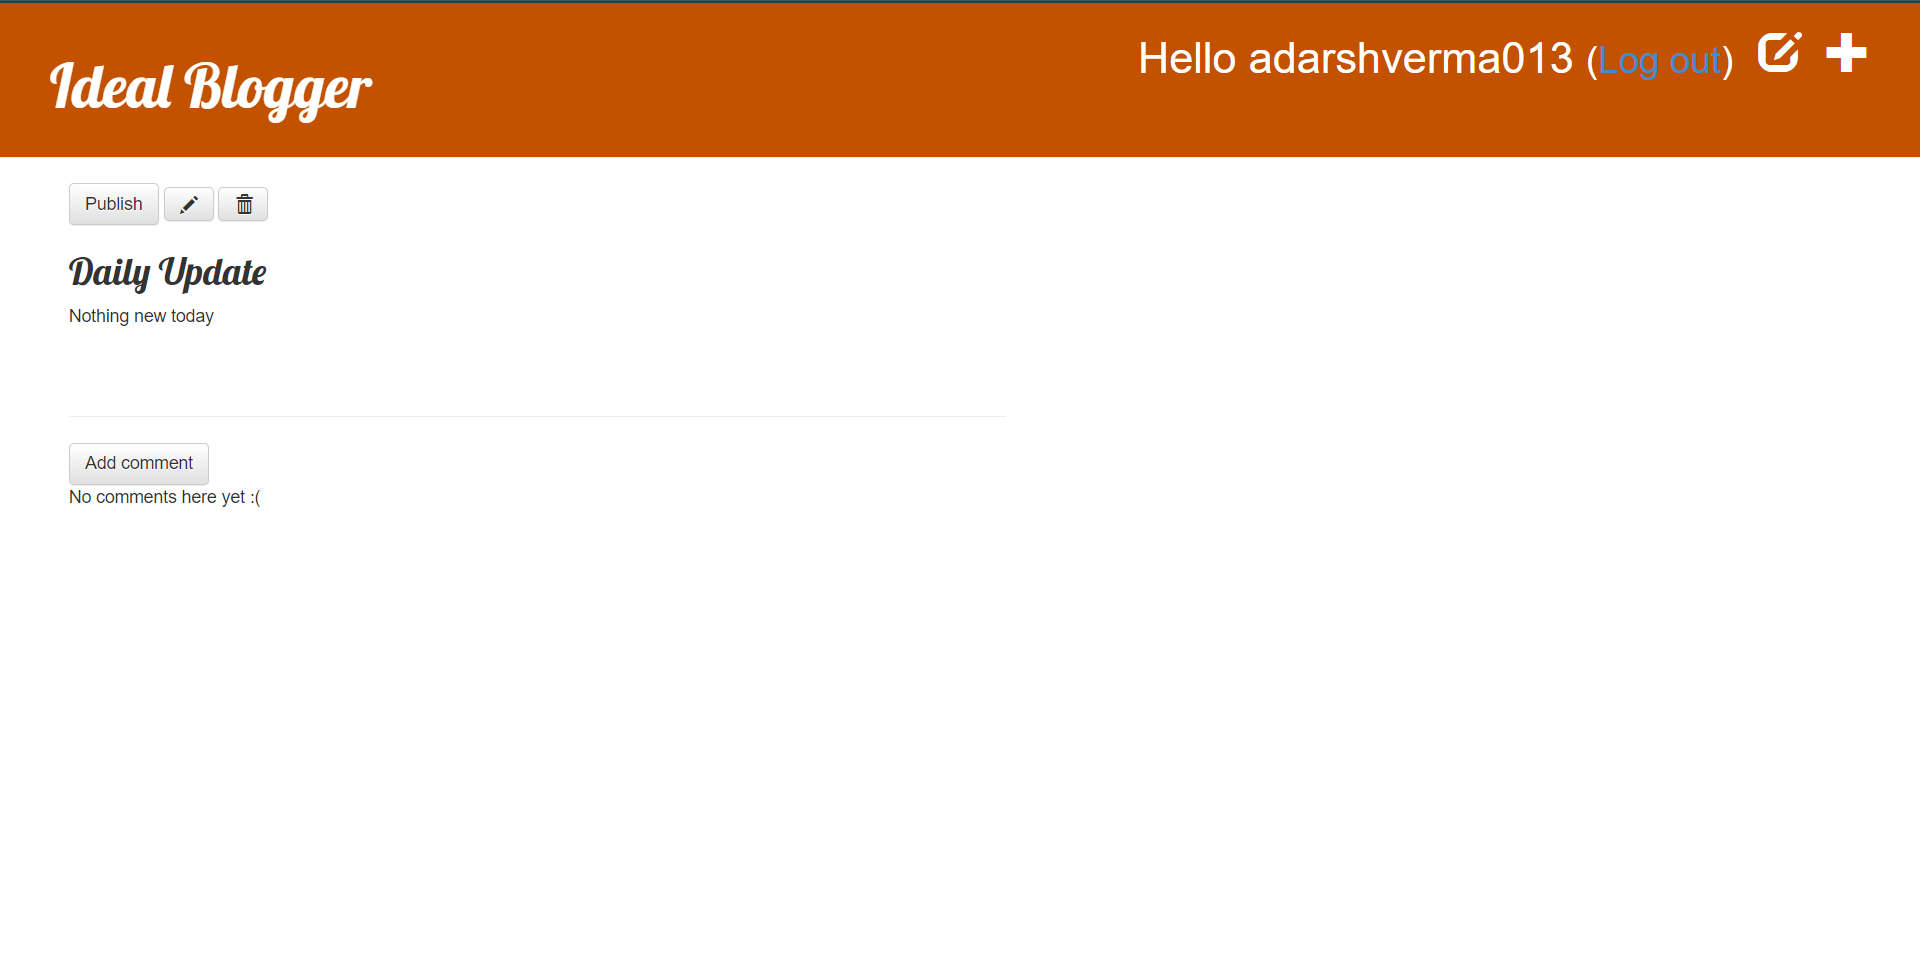 Ideal Blogger
Hello adarshverma013 (Log out)
Publish
Daily Update
Nothing new today
Add comment
No comments here yet :(